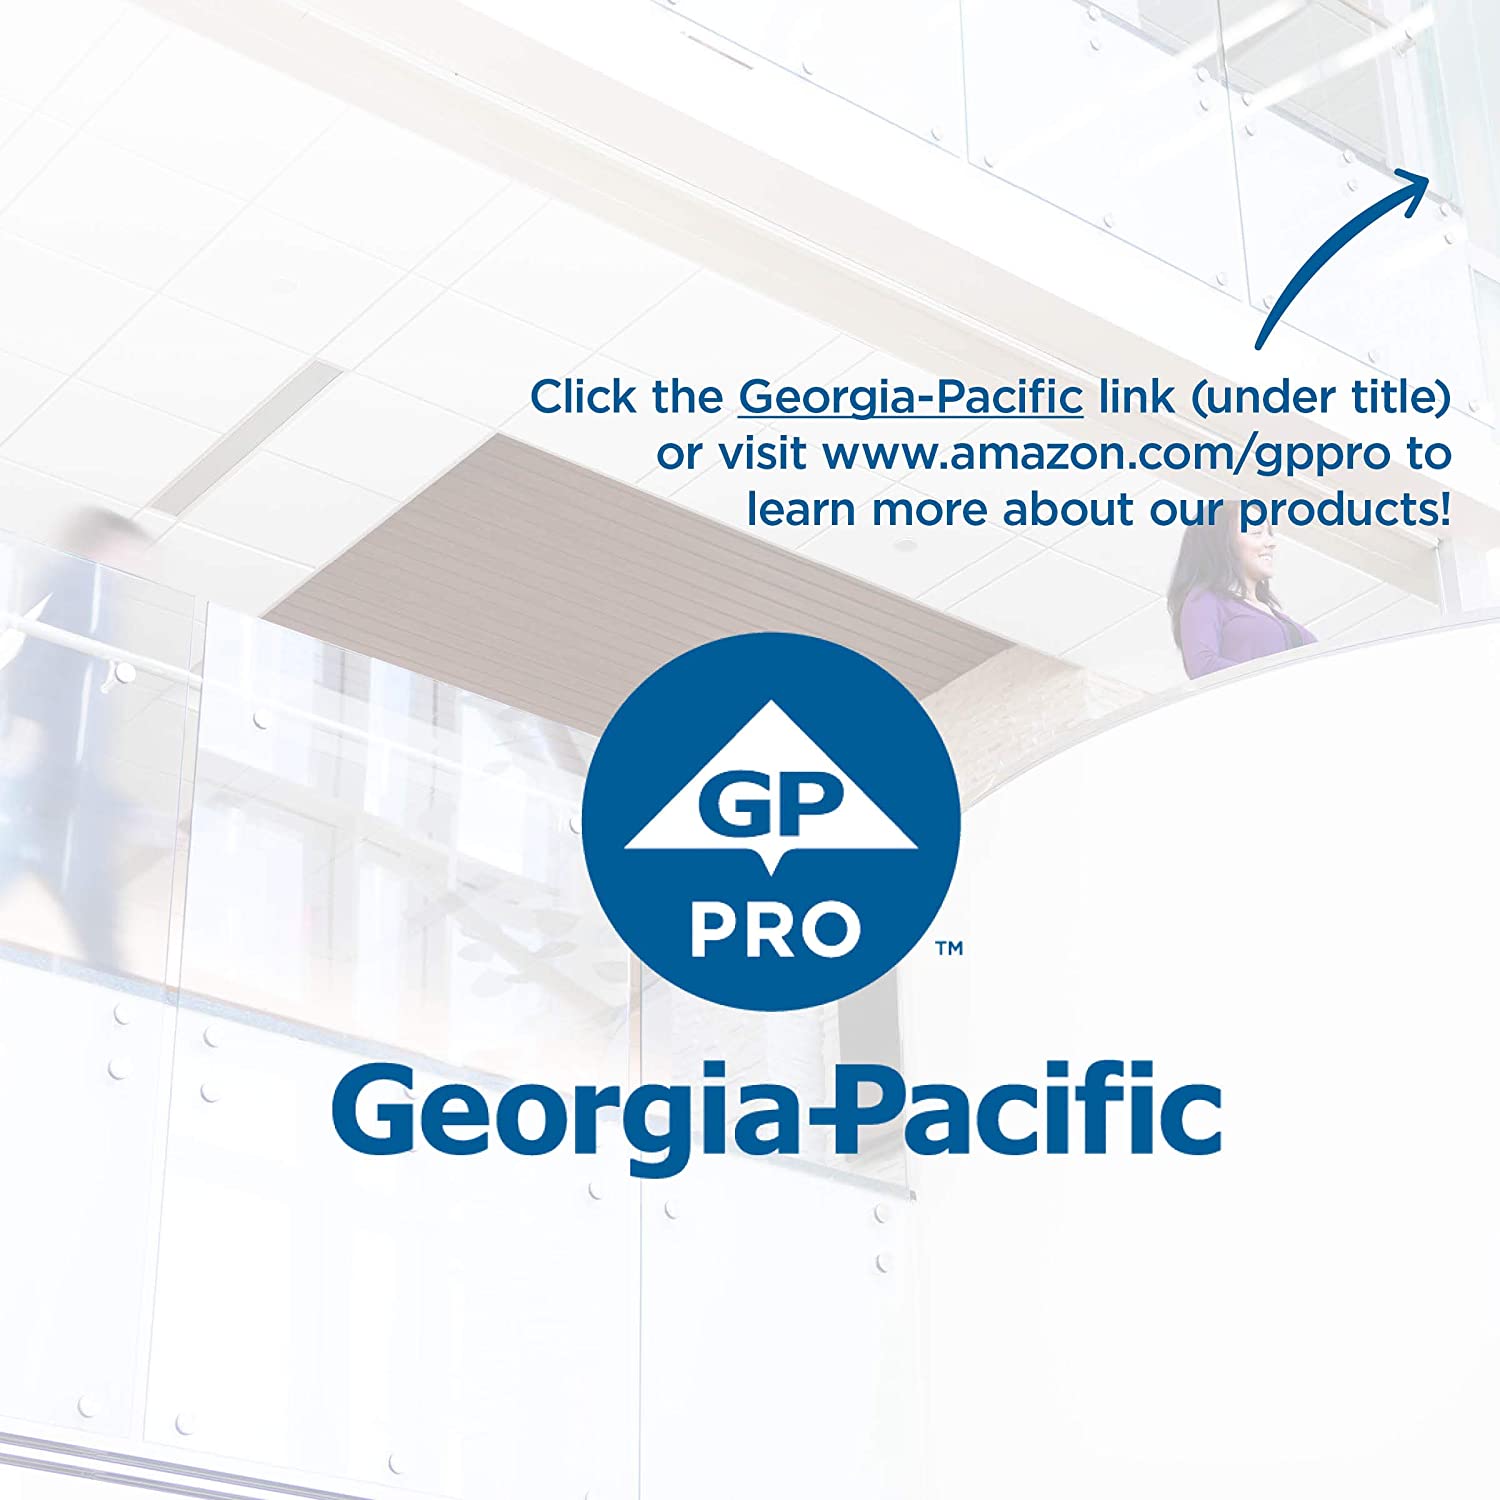 Click the Georgia-Pacific link (under title)
or visit www.amazon.com/gppro to
learn more about our products!
GP
PRO
™
Georgia-Pacific